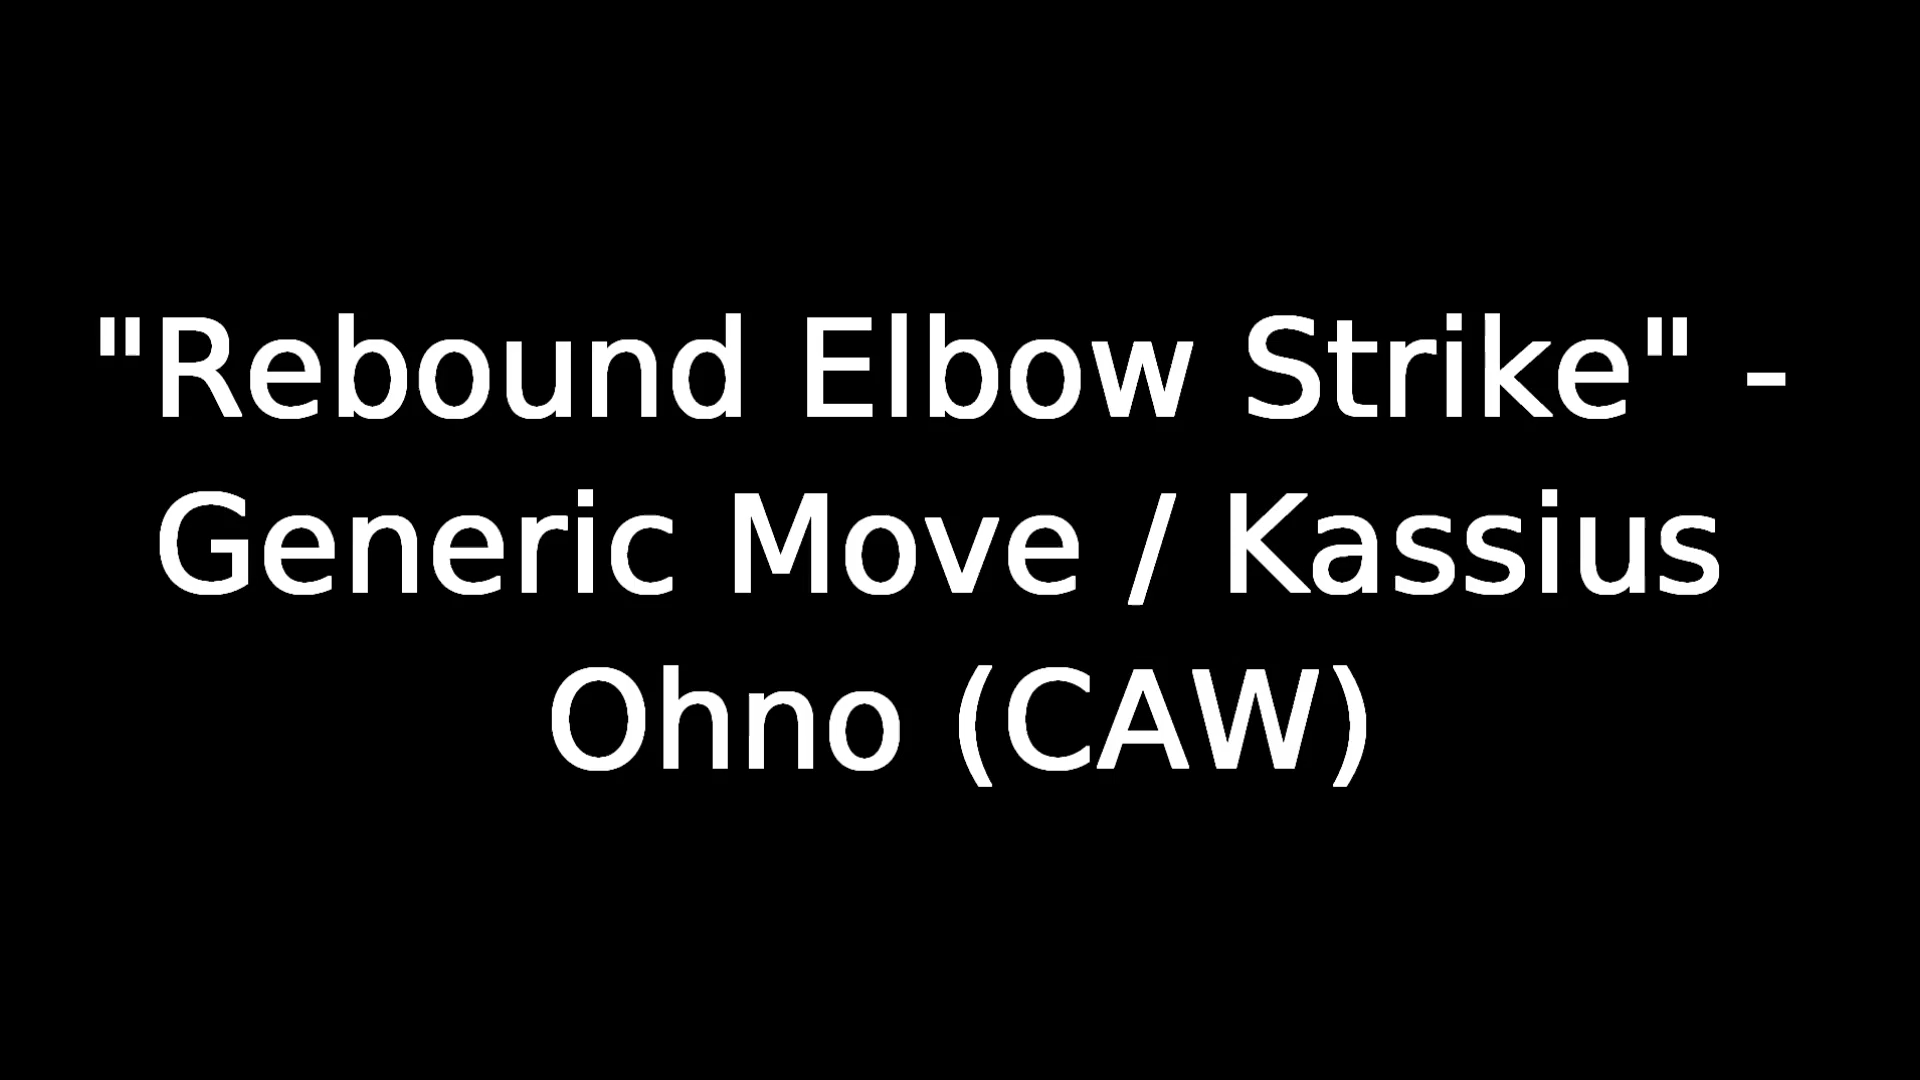 "Rebound Elbow Strike" -
Generic Move / Kassius
Ohno (CAW)